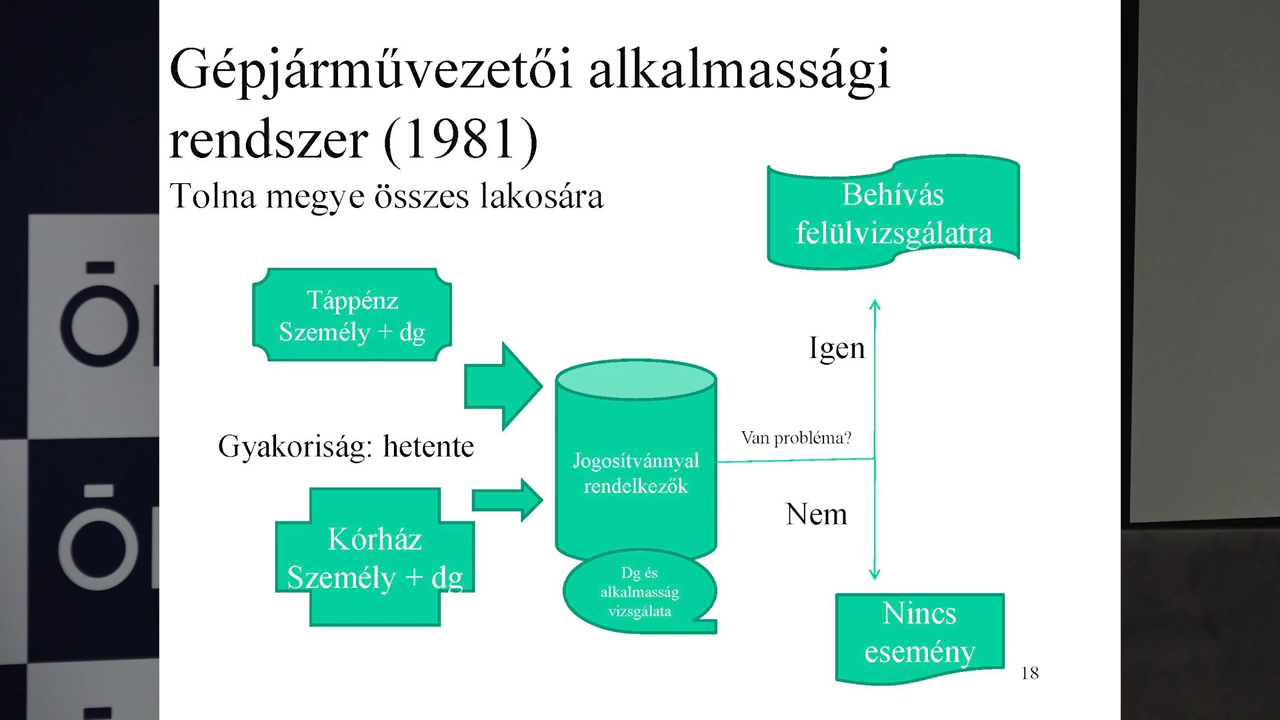 Gépjárművezetői alkalmassági
rendszer (1981)
Tolna megye összes lakosára
Behívás
felülvizsgálatra
Táppénz
Személy + dg
Igen
Gyakoriság: hetente
Van probléma?
Jogosítvánnyal
rendelkezők
Nem
Kórház
Személy + dg
Dg és
alkalmasság
vizsgálata
Nincs
esemény
18